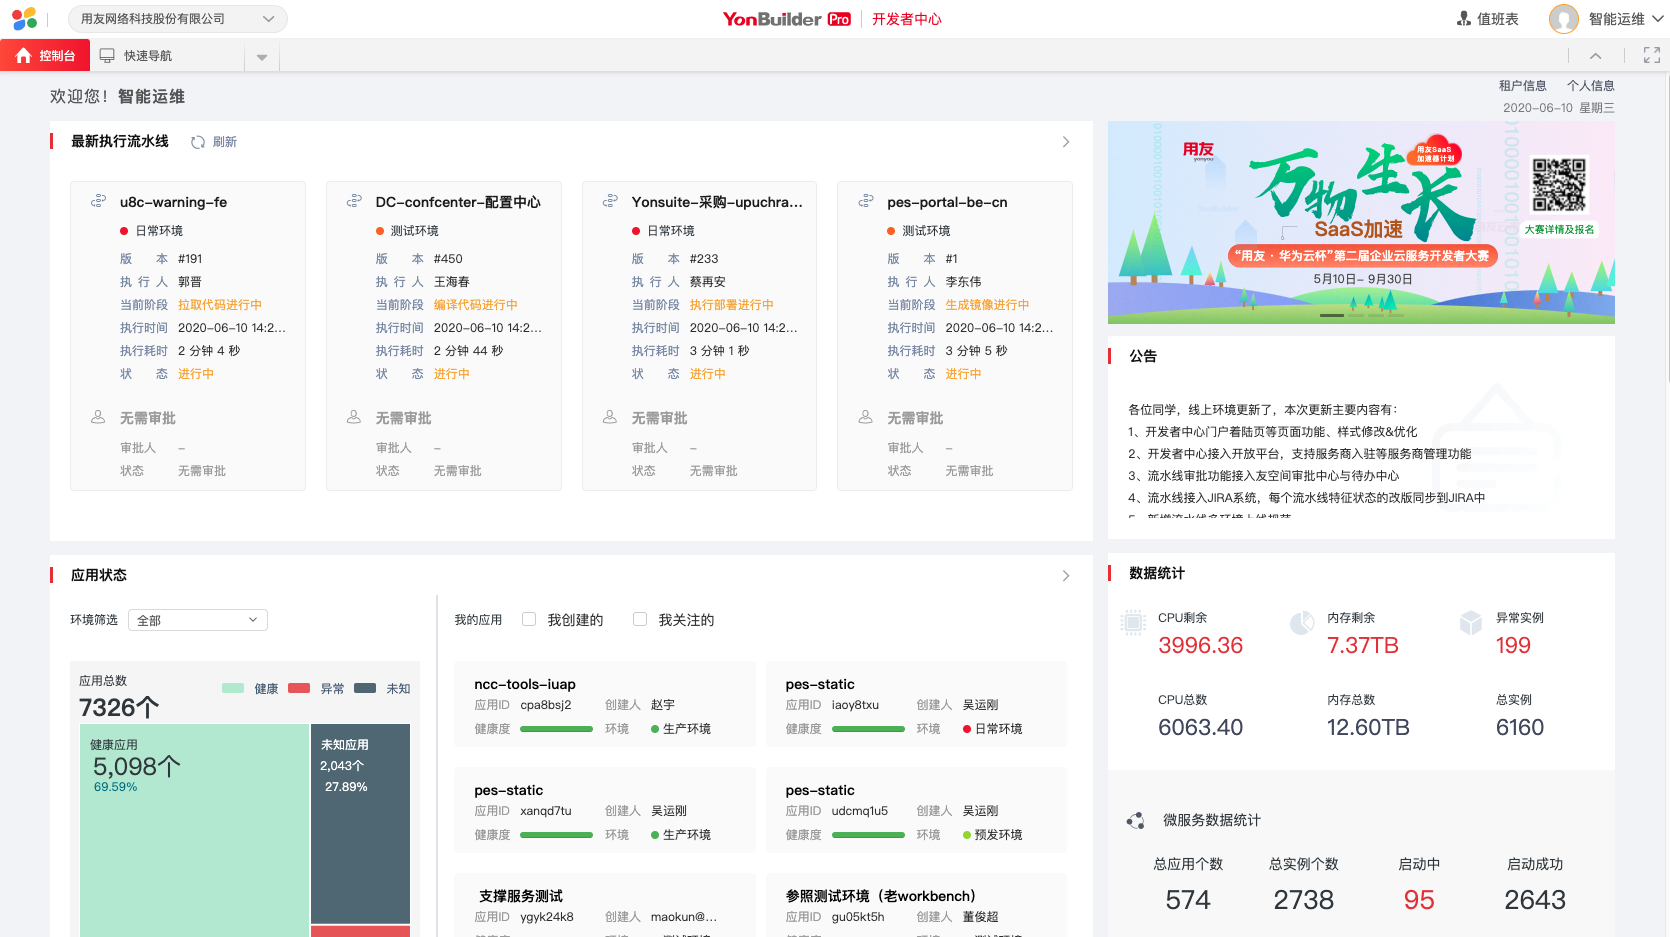 用友网络科技股份有限公司
YonBuilder Pro 开发者中心
值班表
智能运维
控制台
快速导航
欢迎您！智能运维
租户信息 个人信息
2020-06-10 星期三
最新执行流水线 刷新
u8c-warning-fe
日常环境
版 本 #191
执 行 人 郭晋
当前阶段 拉取代码进行中
执行时间 2020-06-10 14:2...
执行耗时 2 分钟 4 秒
状 态 进行中
无需审批
审批人 –
状态 无需审批
DC-confcenter-配置中心
测试环境
版 本 #450
执 行 人 王海春
当前阶段 编译代码进行中
执行时间 2020-06-10 14:2...
执行耗时 2 分钟 44 秒
状 态 进行中
无需审批
审批人 –
状态 无需审批
Yonsuite-采购-upuchra...
日常环境
版 本 #233
执 行 人 蔡再安
当前阶段 执行部署进行中
执行时间 2020-06-10 14:2...
执行耗时 3 分钟 1 秒
状 态 进行中
无需审批
审批人 –
状态 无需审批
pes-portal-be-cn
测试环境
版 本 #1
执 行 人 李东伟
当前阶段 生成镜像进行中
执行时间 2020-06-10 14:2...
执行耗时 3 分钟 5 秒
状 态 进行中
无需审批
审批人 –
状态 无需审批
用友
yonyou
万物生长
用友SaaS
加速器计划
SaaS加速
“用友 · 华为云杯”第二届企业云服务开发者大赛
5月10日- 9月30日
大赛详情及报名
公告
各位同学，线上环境更新了，本次更新主要内容有：
1、开发者中心门户着陆页等页面功能、样式修改&优化
2、开发者中心接入开放平台，支持服务商入驻等服务商管理功能
3、流水线审批功能接入友空间审批中心与待办中心
4、流水线接入JIRA系统，每个流水线特征状态的改版同步到JIRA中
应用状态
环境筛选 全部
应用总数
7326个
健康 异常 未知
健康应用
5,098个
69.59%
未知应用
2,043个
27.89%
我的应用 我创建的 我关注的
ncc-tools-iuap
应用ID cpa8bsj2 创建人 赵宇
健康度 环境 生产环境
pes-static
应用ID iaoy8txu 创建人 吴运刚
健康度 环境 日常环境
pes-static
应用ID xanqd7tu 创建人 吴运刚
健康度 环境 生产环境
pes-static
应用ID udcmq1u5 创建人 吴运刚
健康度 环境 预发环境
支撑服务测试
应用ID ygyk24k8 创建人 maokun@...
参照测试环境（老workbench）
应用ID gu05kt5h 创建人 董俊超
数据统计
CPU剩余
3996.36
内存剩余
7.37TB
异常实例
199
CPU总数
6063.40
内存总数
12.60TB
总实例
6160
微服务数据统计
总应用个数 总实例个数 启动中 启动成功
574 2738 95 2643